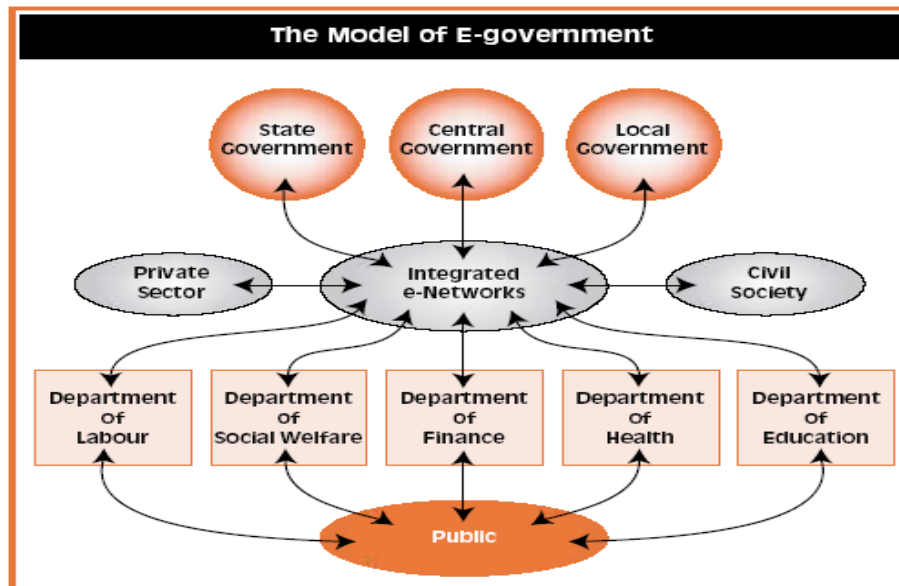 The Model of E-government
State
Government
Central
Government
Local
Government
Private
Sector
Integrated
e-Networks
Civil
Society
Department
of
Labour
Department
of
Social Welfare
Department
of
Finance
Department
of
Health
Department
of
Education
Public